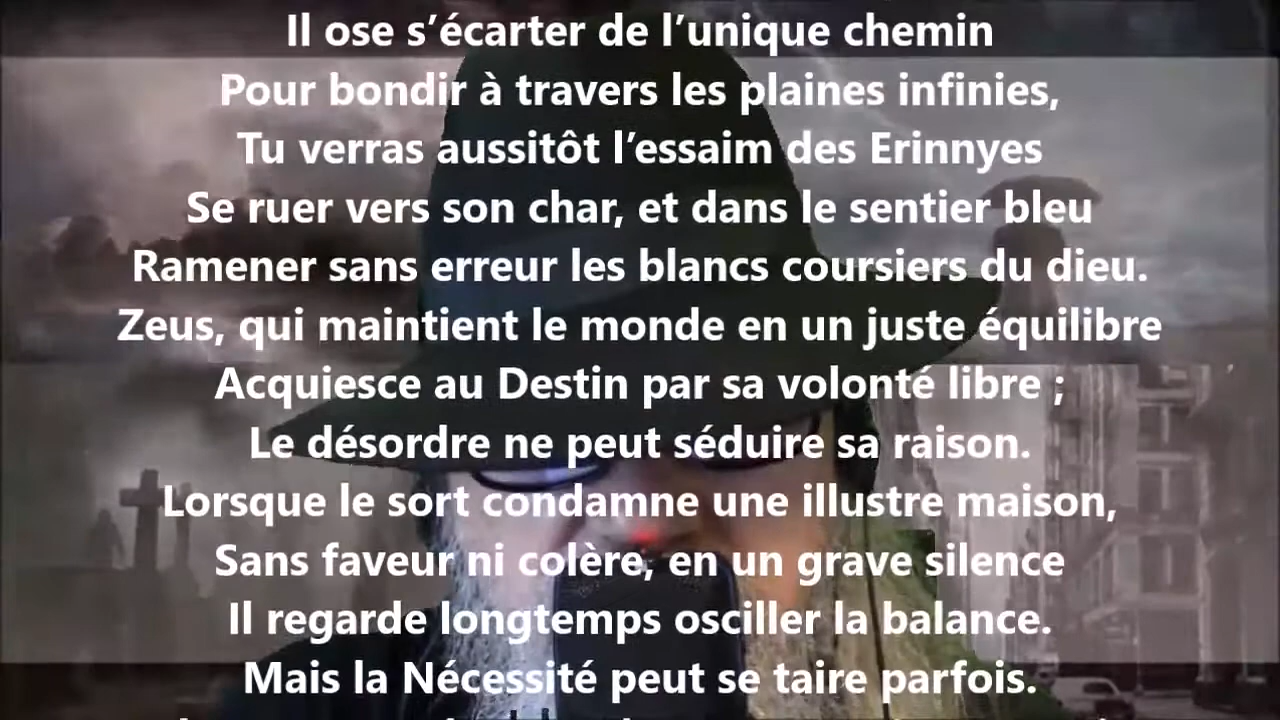 Il ose s’écarter de l’unique chemin
Pour bondir à travers les plaines infinies,
Tu verras aussitôt l’essaim des Erinnyes
Se ruer vers son char, et dans le sentier bleu
Ramener sans erreur les blancs coursiers du dieu.
Zeus, qui maintient le monde en un juste équilibre
Acquiesce au Destin par sa volonté libre ;
Le désordre ne peut séduire sa raison.
Lorsque le sort condamne une illustre maison,
Sans faveur ni colère, en un grave silence
Il regarde longtemps osciller la balance.
Mais la Nécessité peut se taire parfois.